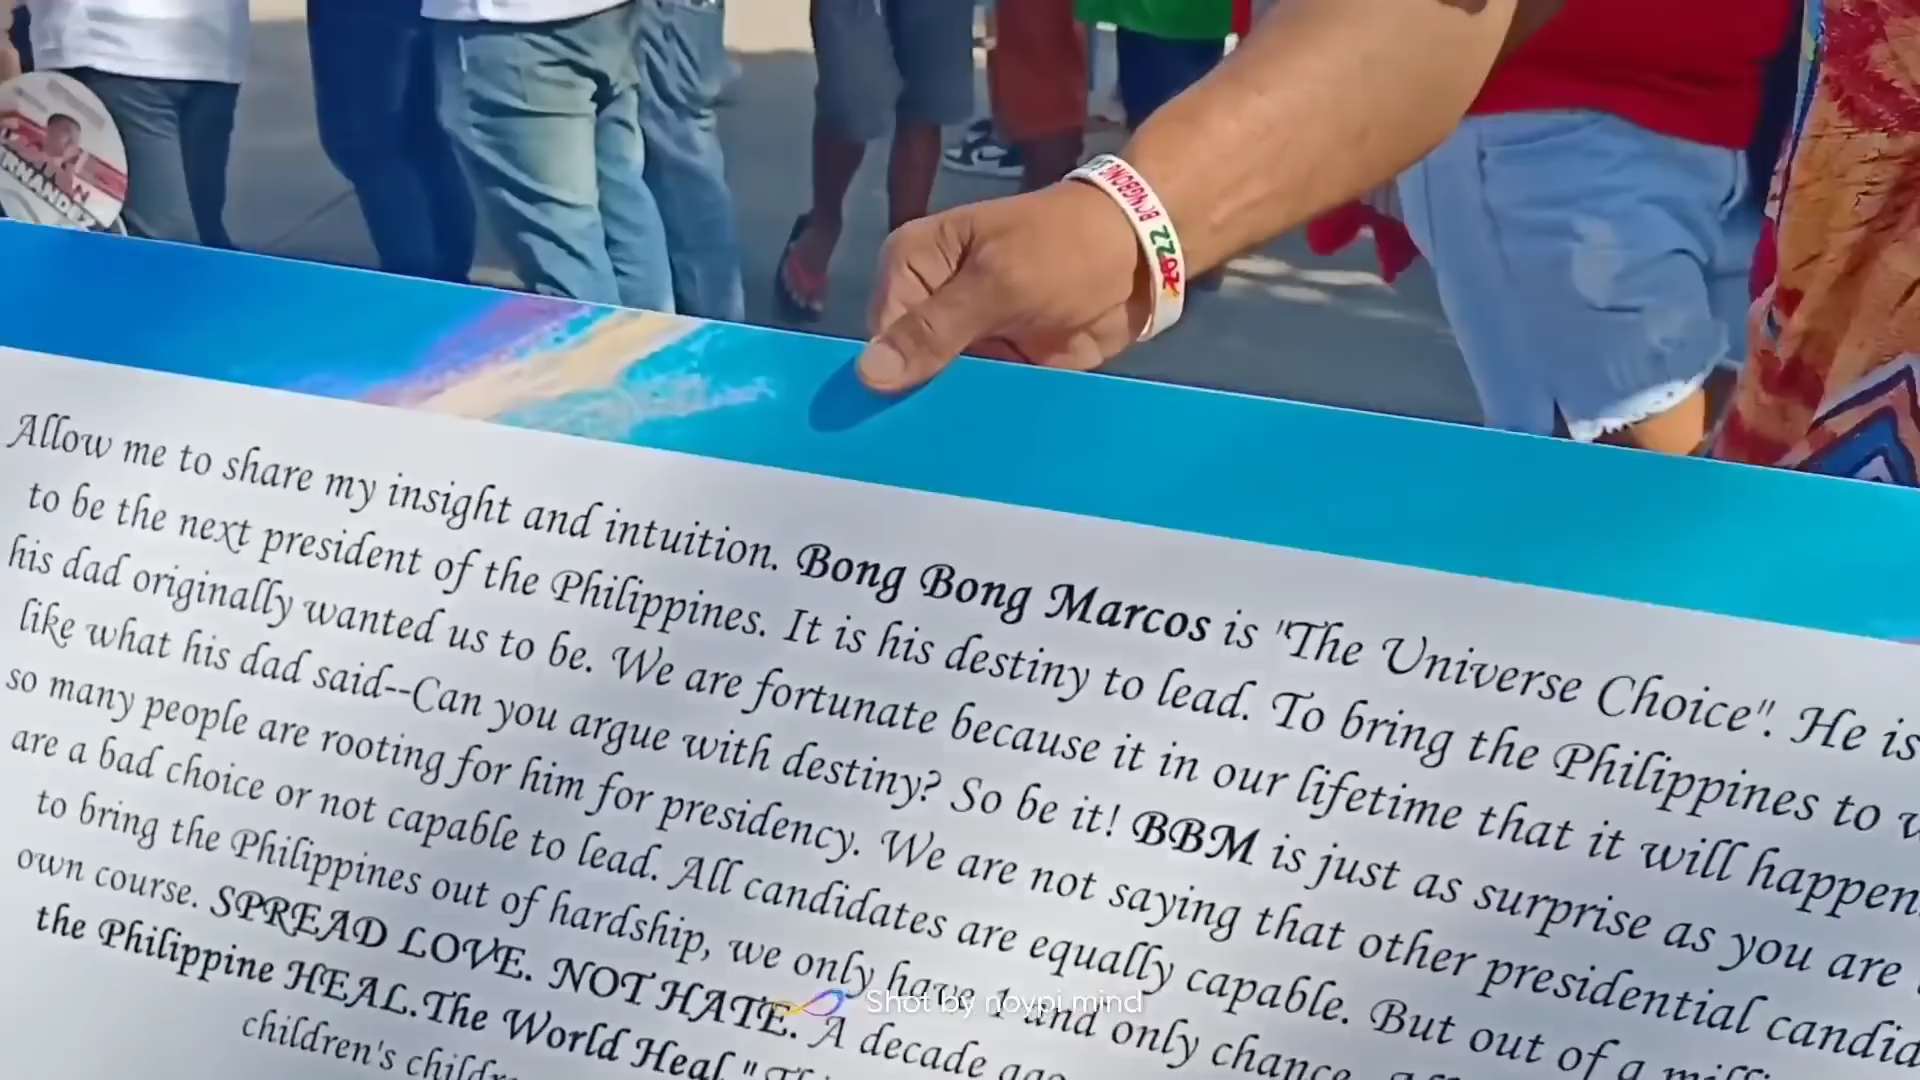 Allow me to share my insight and intuition. Bong Bong Marcos is "The Universe Choice". He is
to be the next president of the Philippines. It is his destiny to lead. To bring the Philippines to
his dad originally wanted us to be. We are fortunate because it in our lifetime that it will happen.
like what his dad said--Can you argue with destiny? So be it! BBM is just as surprise as you are
so many people are rooting for him for presidency. We are not saying that other presidential
are a bad choice or not capable to lead. All candidates are equally capable. But out of a
to bring the Philippines out of hardship, we only have 1 and only chance.
own course. SPREAD LOVE. NOT HATE. A decade ago
the Philippine HEAL.The World Heal."
children's
2022 BONGBONG
Shot by noypi mind